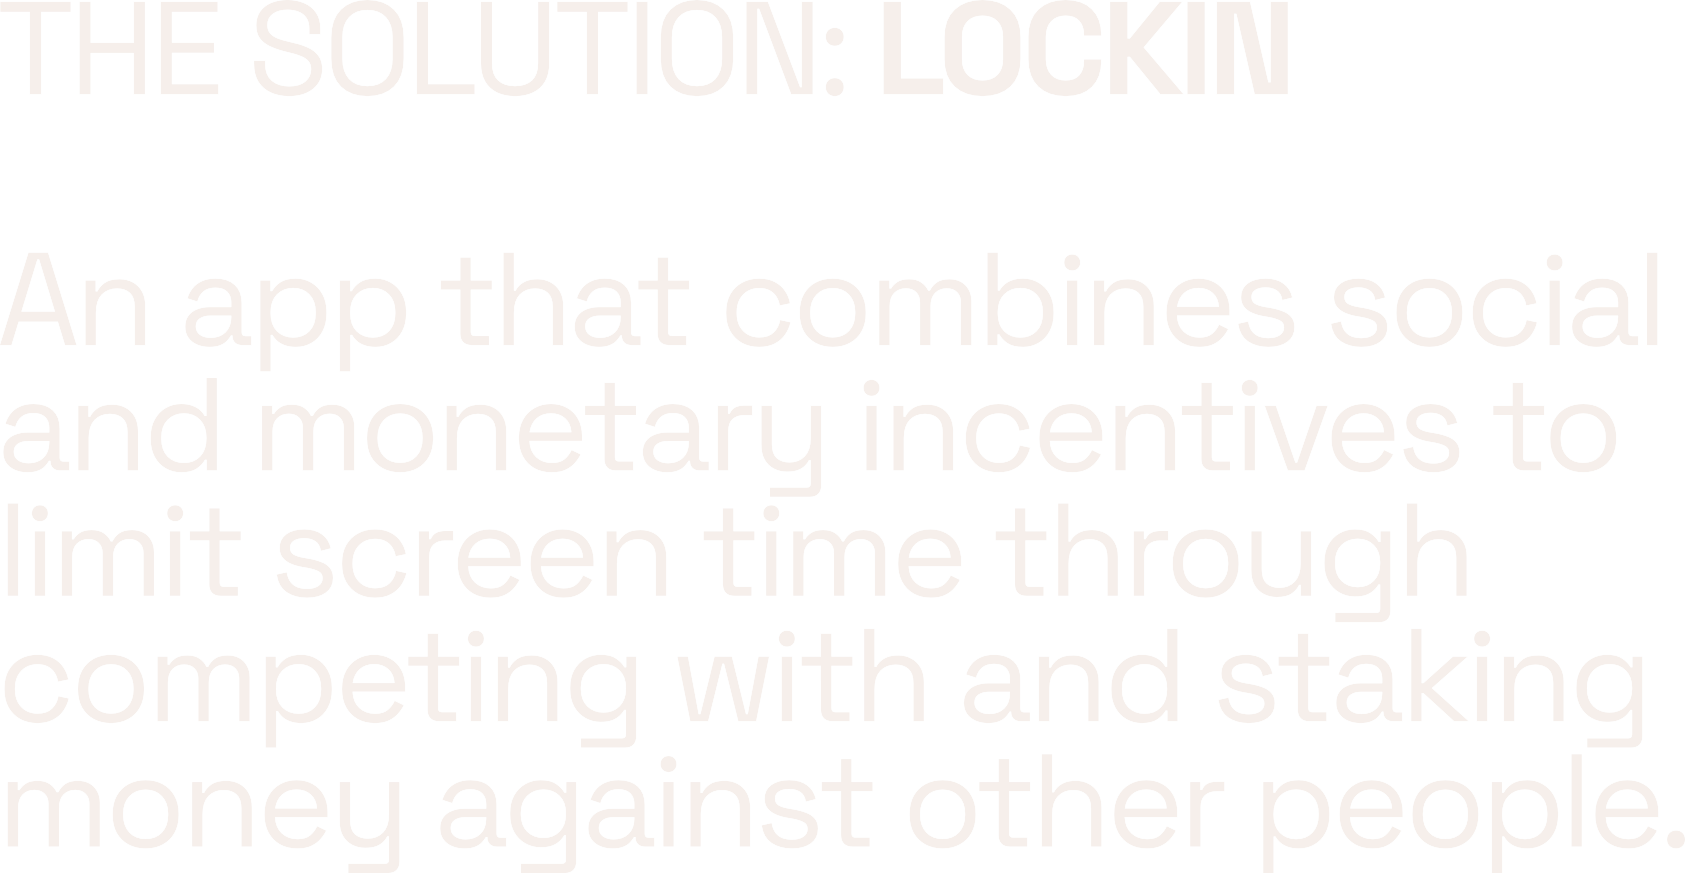 THE SOLUTION: LOCKIN
An app that combines social
and monetary incentives to
limit screen time through
competing with and staking
money against other people.